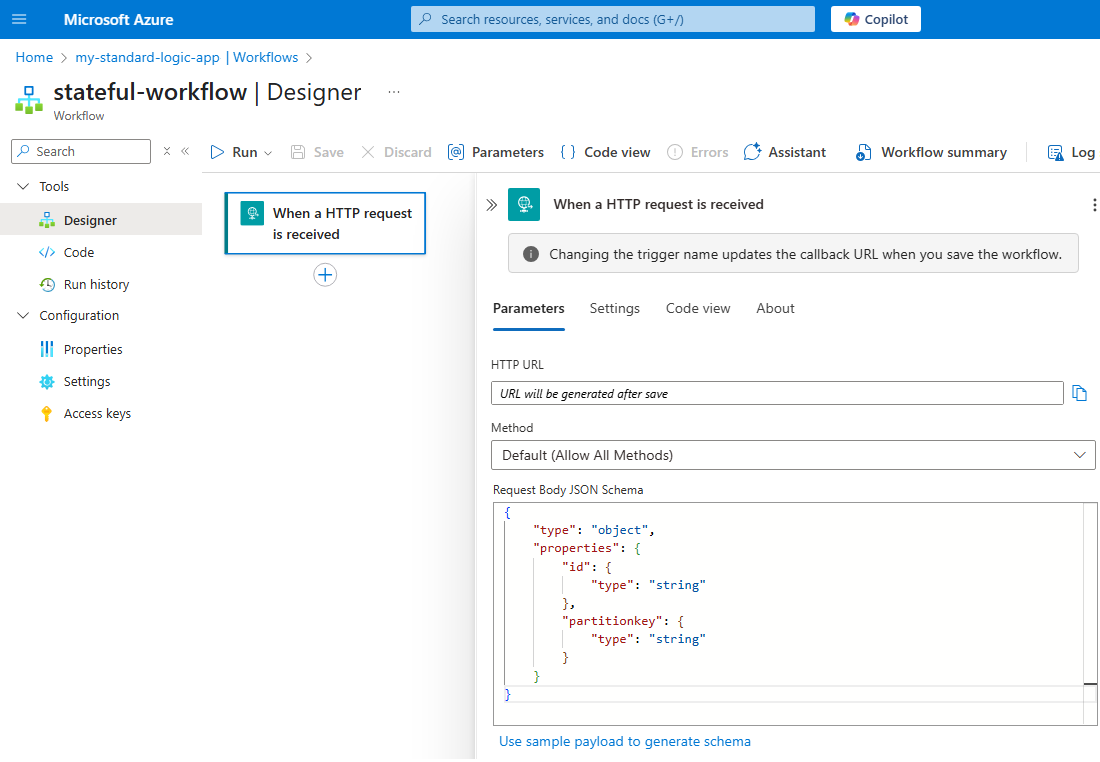 Microsoft Azure
Search resources, services, and docs (G+/)
Copilot
Home > my-standard-logic-app | Workflows >
stateful-workflow | Designer ...
Workflow
Search
Run
Save
Discard
Parameters
Code view
Errors
Assistant
Workflow summary
Log
Tools
Designer
Code
Run history
Configuration
Properties
Settings
Access keys
When a HTTP request
is received
When a HTTP request is received
Changing the trigger name updates the callback URL when you save the workflow.
Parameters
Settings
Code view
About
HTTP URL
URL will be generated after save
Method
Default (Allow All Methods)
Request Body JSON Schema
{
"type": "object",
"properties": {
"id": {
"type": "string"
},
"partitionkey": {
"type": "string"
}
}
}
Use sample payload to generate schema